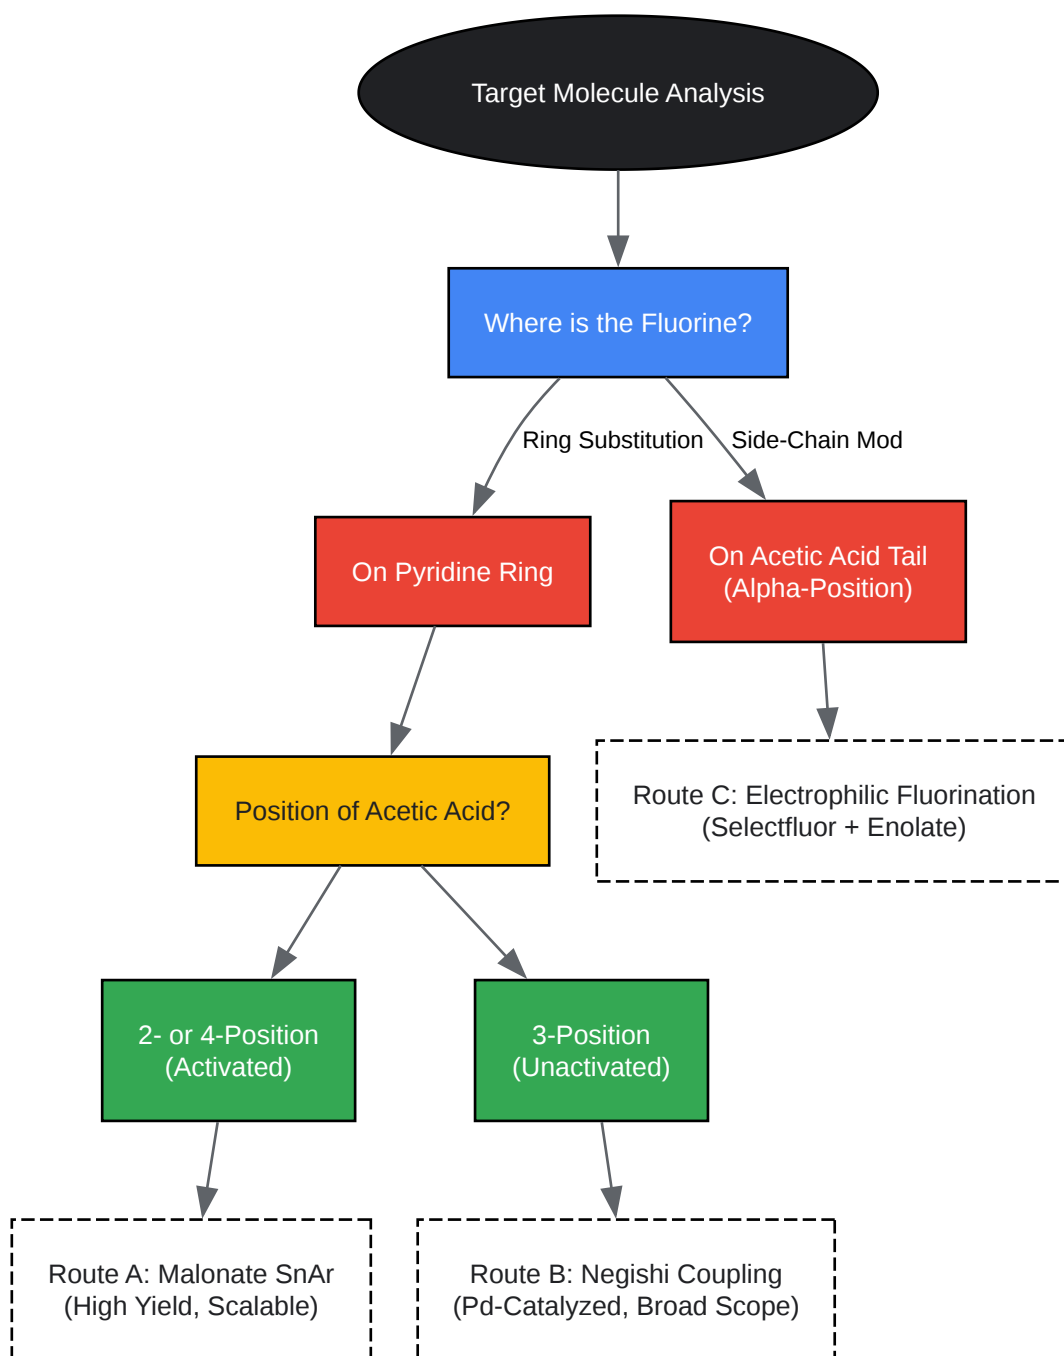 Target Molecule Analysis
Where is the Fluorine?
Ring Substitution
Side-Chain Mod
On Pyridine Ring
On Acetic Acid Tail
(Alpha-Position)
Position of Acetic Acid?
Route C: Electrophilic Fluorination
(Selectfluor + Enolate)
2- or 4-Position
(Activated)
3-Position
(Unactivated)
Route A: Malonate SnAr
(High Yield, Scalable)
Route B: Negishi Coupling
(Pd-Catalyzed, Broad Scope)